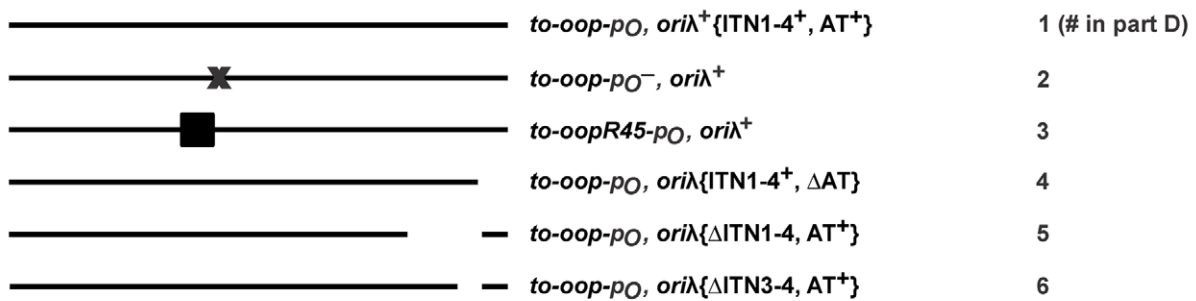 to-oop-pO, oriλ⁺{ITN1-4⁺, AT⁺} 1 (# in part D)
to-oop-pO⁻, oriλ⁺ 2
to-oopR45-pO, oriλ⁺ 3
to-oop-pO, oriλ{ITN1-4⁺, ΔAT} 4
to-oop-pO, oriλ{ΔITN1-4, AT⁺} 5
to-oop-pO, oriλ{ΔITN3-4, AT⁺} 6